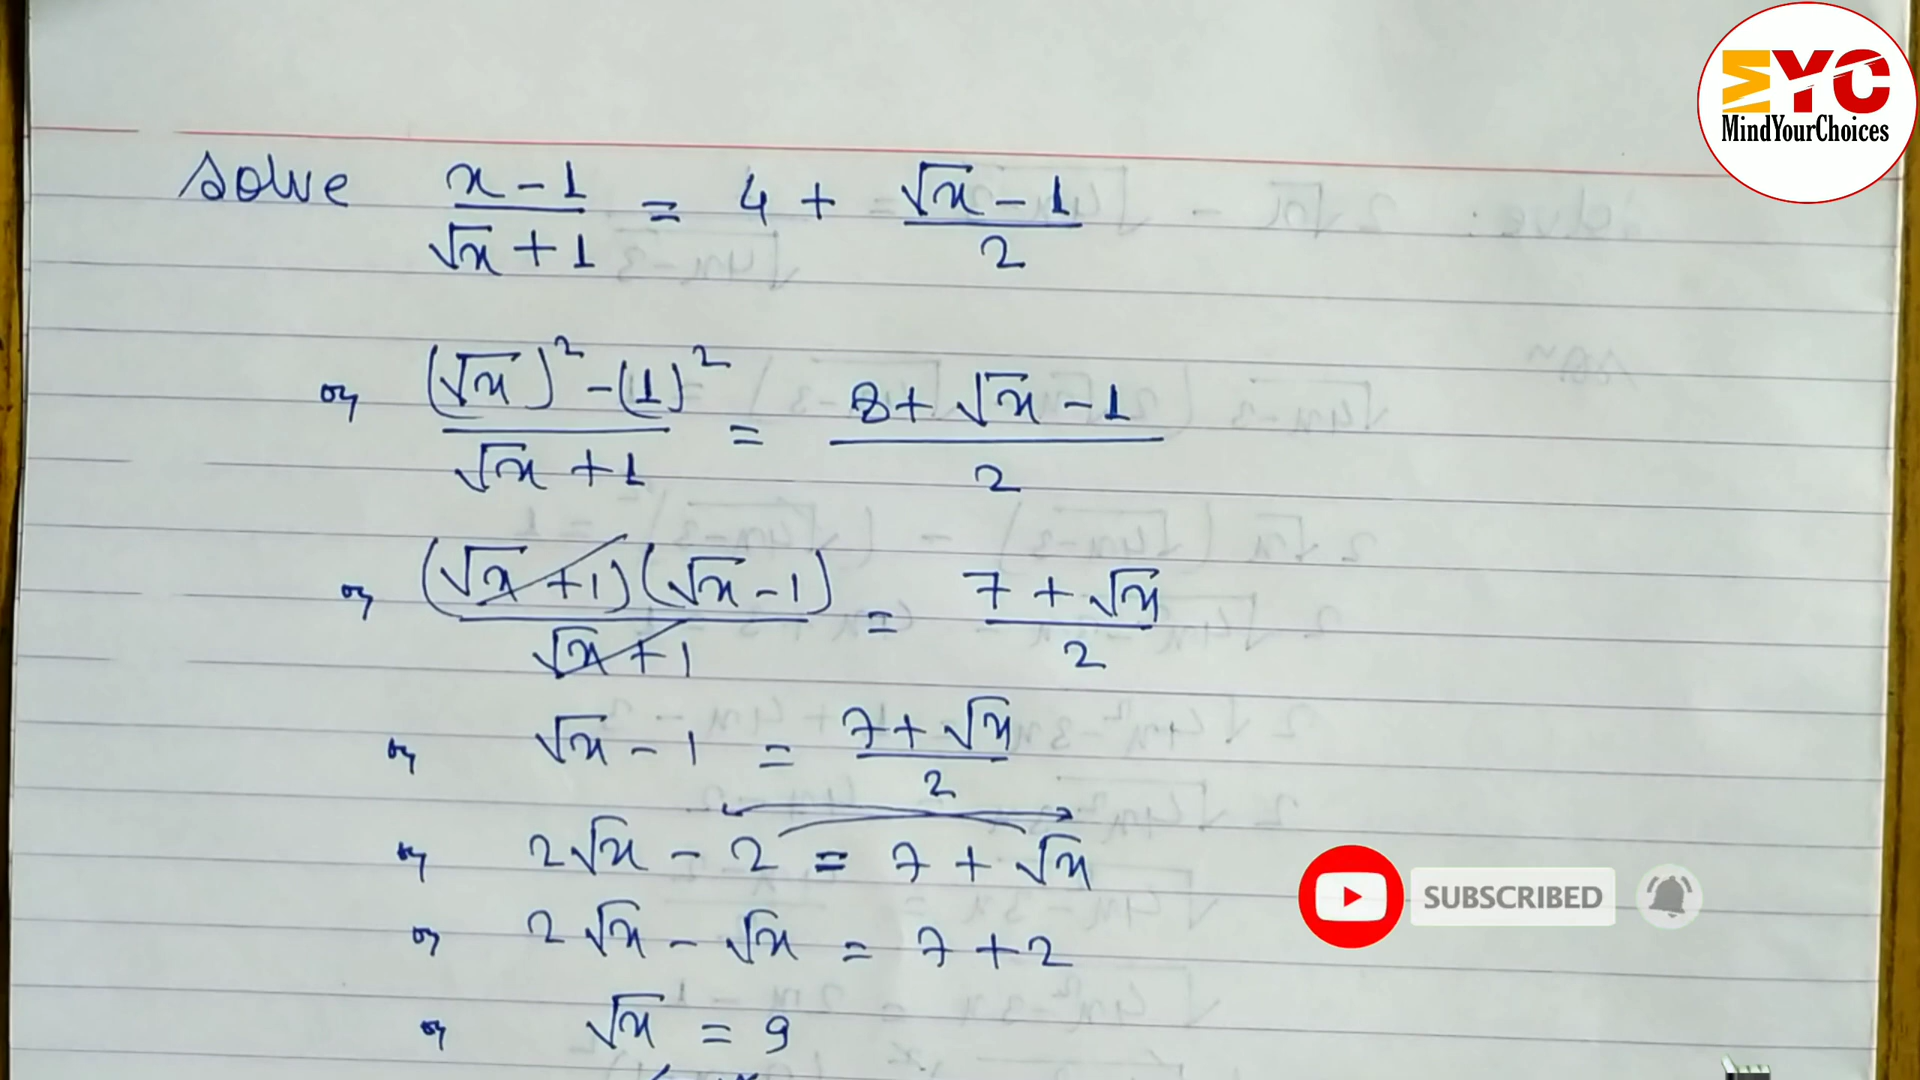 MYC
MindYourChoices
Solve (x-1)/(√x+1) = 4 + (√x-1)/2
or ((√x)² - (1)²)/(√x+1) = (8+√x-1)/2
or ((√x+1)(√x-1))/(√x+1) = (7+√x)/2
or √x - 1 = (7+√x)/2
or 2√x - 2 = 7 + √x
or 2√x - √x = 7 + 2
or √x = 9
SUBSCRIBED